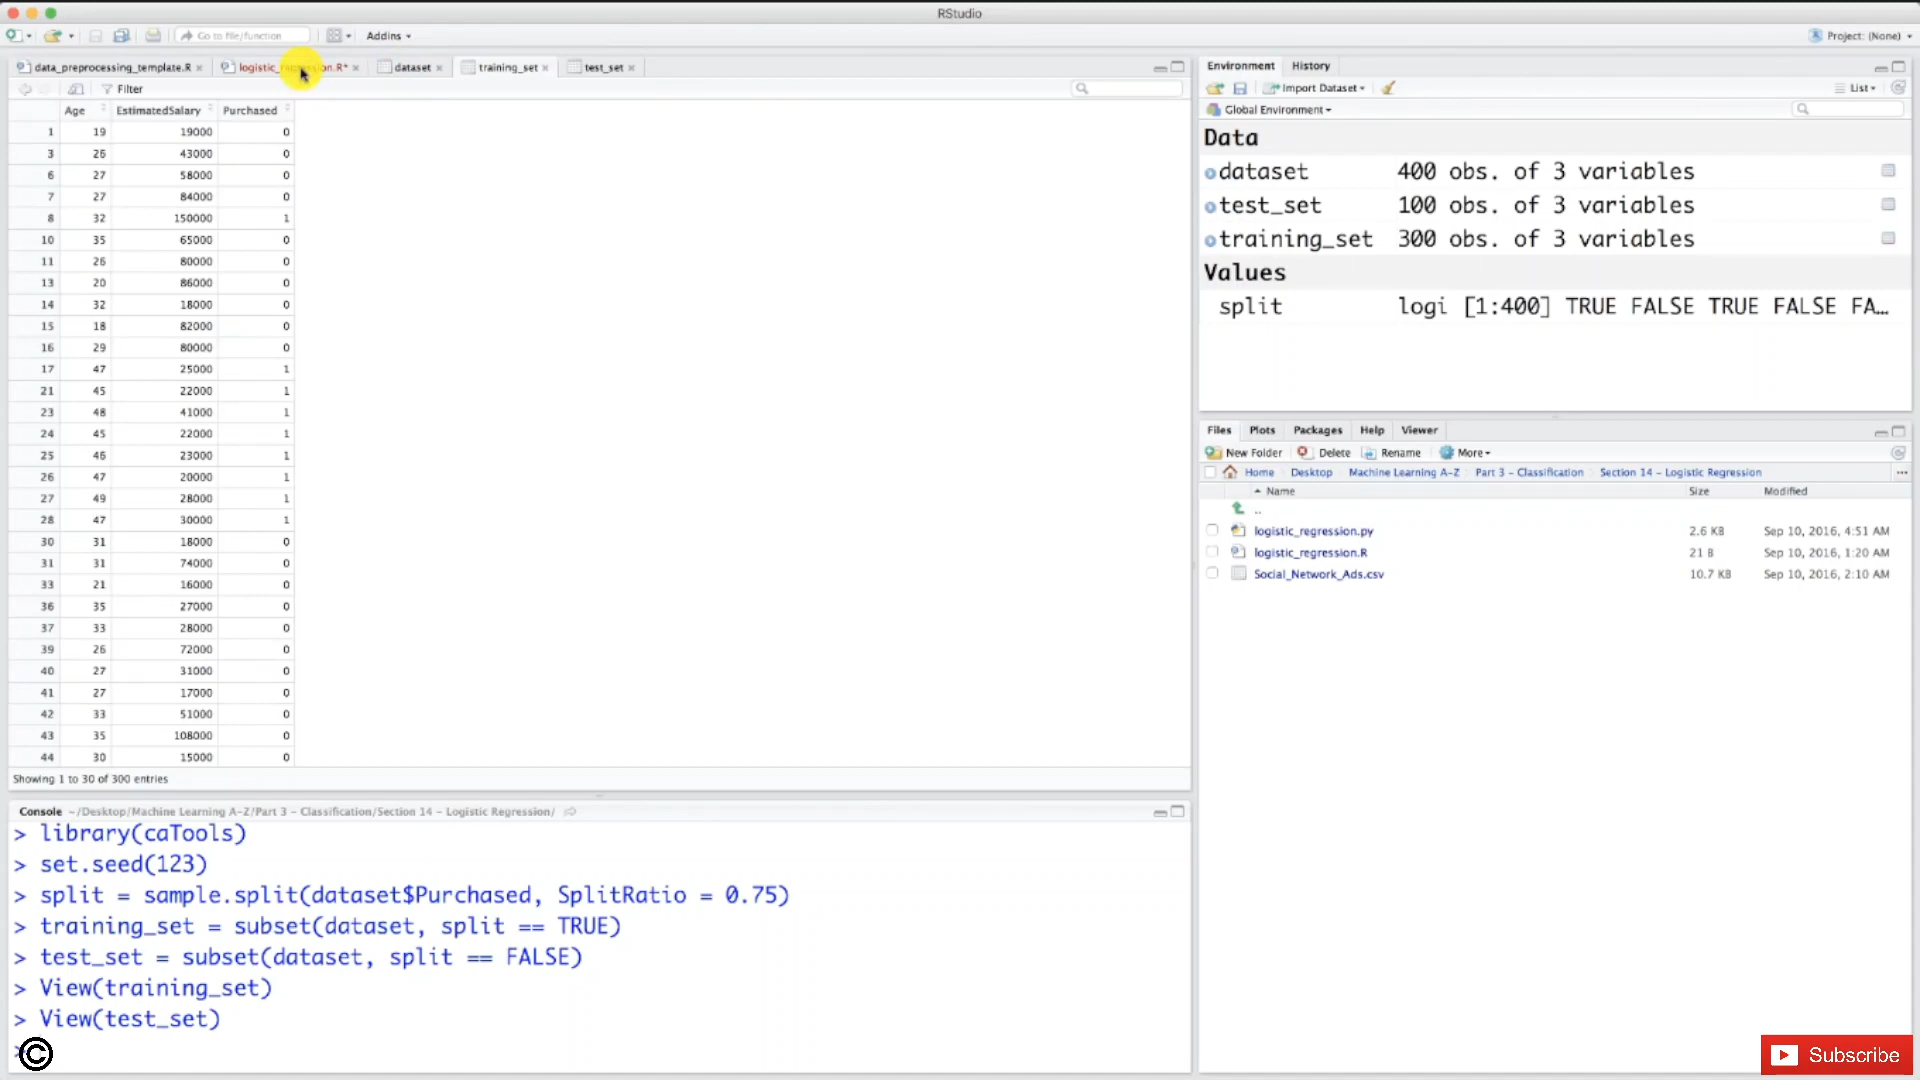 RStudio
Go to file/function
Addins
Project: (None)
data_preprocessing_template.R
dataset
training_set
test_set
Filter
Age EstimatedSalary Purchased
1 19 19000 0
3 26 43000 0
6 27 58000 0
7 27 84000 0
8 32 150000 1
10 35 65000 0
11 26 80000 0
13 20 86000 0
14 32 18000 0
15 18 82000 0
16 29 80000 0
17 47 25000 1
21 45 22000 1
23 48 41000 1
24 45 22000 1
25 46 23000 1
26 47 20000 1
27 49 28000 1
28 47 30000 1
30 31 18000 0
31 31 74000 0
33 21 16000 0
36 35 27000 0
37 33 28000 0
39 26 72000 0
40 27 31000 0
41 27 17000 0
42 33 51000 0
43 35 108000 0
44 30 15000 0
Showing 1 to 30 of 300 entries
Console ~/Desktop/Machine Learning A-Z/Part 3 - Classification/Section 14 - Logistic Regression/
> library(caTools)
> set.seed(123)
> split = sample.split(dataset$Purchased, SplitRatio = 0.75)
> training_set = subset(dataset, split == TRUE)
> test_set = subset(dataset, split == FALSE)
> View(training_set)
> View(test_set)
>
©
Environment History
Import Dataset
List
Global Environment
Data
dataset 400 obs. of 3 variables
test_set 100 obs. of 3 variables
training_set 300 obs. of 3 variables
Values
split logi [1:400] TRUE FALSE TRUE FALSE FA...
Files Plots Packages Help Viewer
New Folder Delete Rename More
Home Desktop Machine Learning A-Z Part 3 - Classification Section 14 - Logistic Regression ...
Name Size Modified
..
logistic_regression.py 2.6 KB Sep 10, 2016, 4:51 AM
logistic_regression.R 21 B Sep 10, 2016, 1:20 AM
Social_Network_Ads.csv 10.7 KB Sep 10, 2016, 2:10 AM
Subscribe